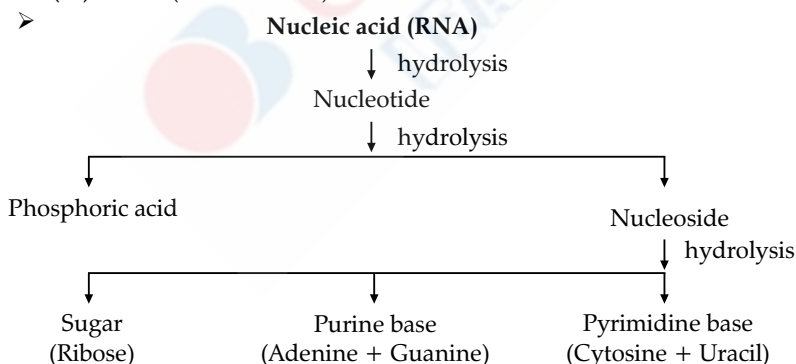 ➢
Nucleic acid (RNA)
hydrolysis
Nucleotide
hydrolysis
Phosphoric acid
Nucleoside
hydrolysis
Sugar
(Ribose)
Purine base
(Adenine + Guanine)
Pyrimidine base
(Cytosine + Uracil)